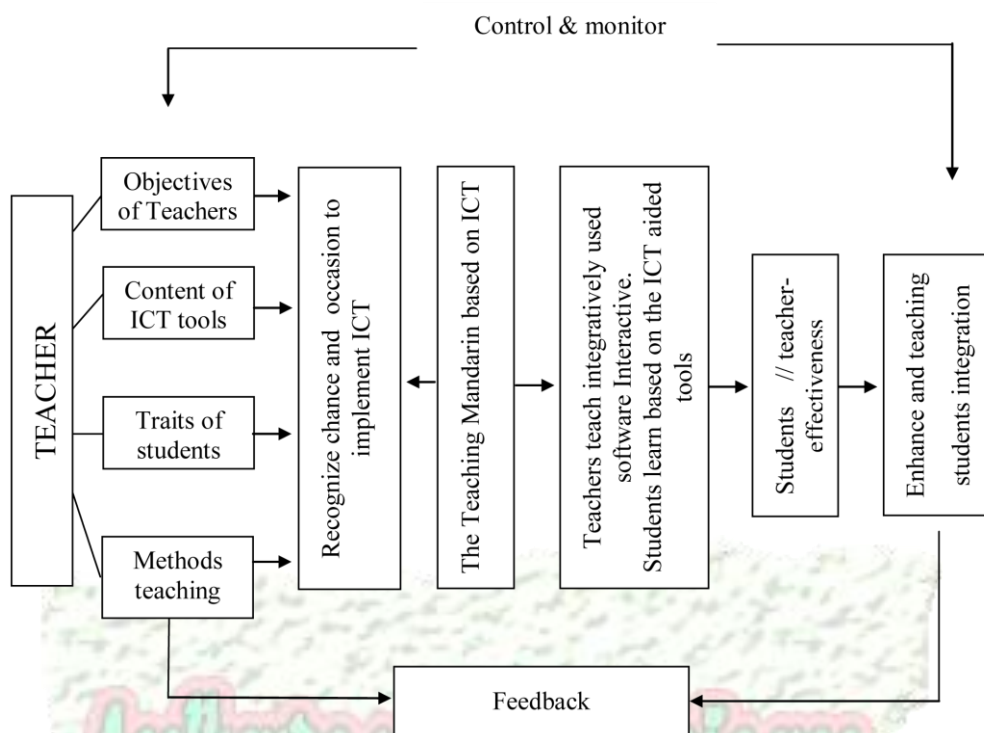 Control & monitor
TEACHER
Objectives
of Teachers
Content of
ICT tools
Traits of
students
Methods
teaching
Recognize chance and occasion to
implement ICT
The Teaching Mandarin based on ICT
Teachers teach integratively used
software Interactive.
Students learn based on the ICT aided
tools
Students // teacher-
effectiveness
Enhance and teaching
students integration
Feedback